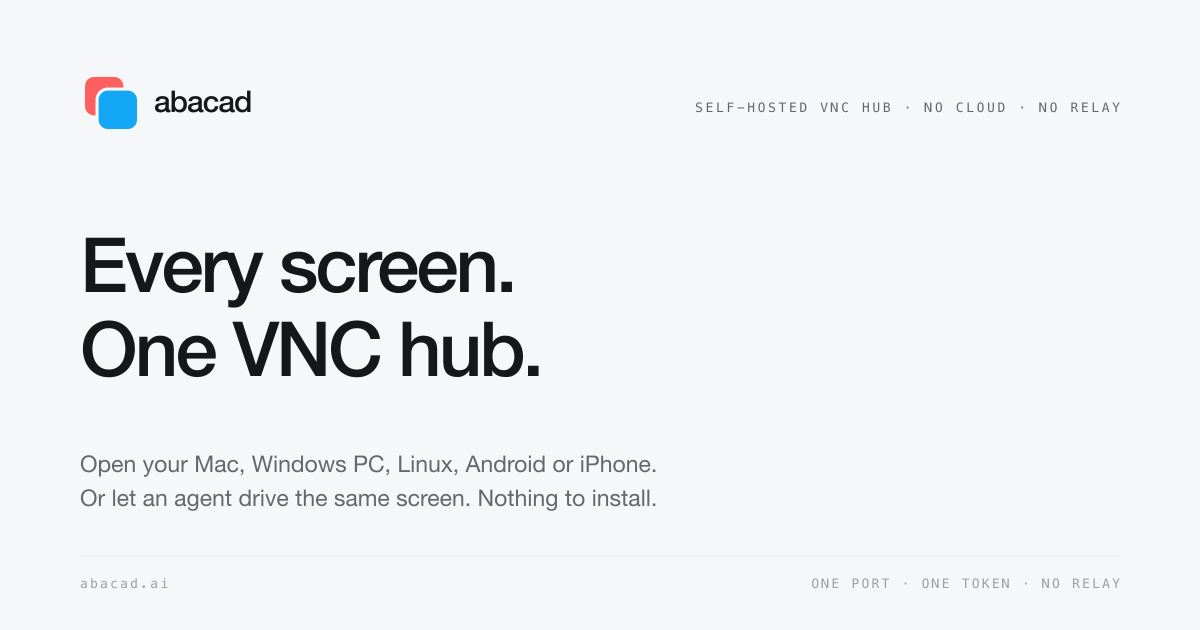 abacad
SELF-HOSTED VNC HUB · NO CLOUD · NO RELAY
Every screen.
One VNC hub.
Open your Mac, Windows PC, Linux, Android or iPhone.
Or let an agent drive the same screen. Nothing to install.
abacad.ai
ONE PORT · ONE TOKEN · NO RELAY